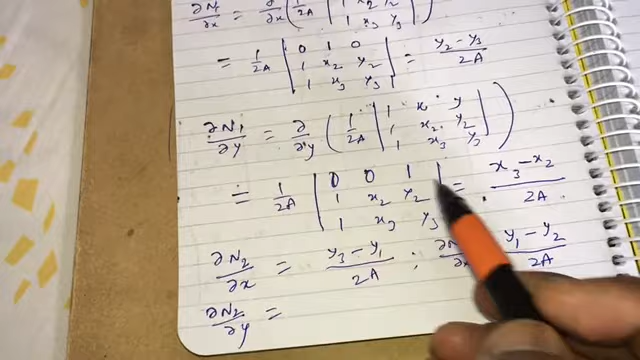 ∂N₁/∂x = ∂/∂x ( 1/2A | 1 x₂ y₂
1 x₃ y₃ | )
= 1/2A | 0 1 0
1 x₂ y₂
1 x₃ y₃ | = y₂ - y₃ / 2A
∂N₁/∂y = ∂/∂y ( 1/2A | 1 x y
1 x₂ y₂
1 x₃ y₃ | )
= 1/2A | 0 0 1
1 x₂ y₂
1 x₃ y₃ | = x₃ - x₂ / 2A
∂N₂/∂x = y₃ - y₁ / 2A ; ∂N / ∂x y₁ - y₂ / 2A
∂N₂/∂y =